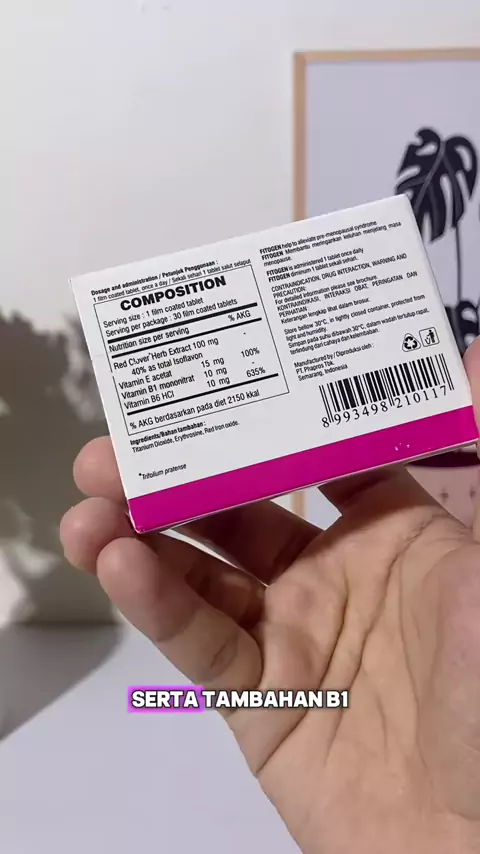 Dosage and administration / Petunjuk Penggunaan :
1 film coated tablet, once a day / Sekali sehari 1 tablet salut selaput
COMPOSITION
Serving size : 1 film coated tablet
Serving per package : 30 film coated tablets
Nutrition size per serving % AKG
Red Cluver*Herb Extract 100 mg -
40% as total Isoflavon
Vitamin E acetat 15 mg 100%
Vitamin B1 mononitrat 10 mg
Vitamin B6 HCl 10 mg 635%
% AKG berdasarkan pada diet 2150 kkal
Ingredients/Bahan tambahan :
Titanium Dioxide, Erythrosine, Red Iron oxide.
*Trifolium pratense
FITOGEN help to alleviate pre-menopausal syndrome
FITOGEN Membantu meringankan keluhan menjelang masa
menopause.
FITOGEN is administered 1 tablet once daily
FITOGEN diminum 1 tablet sekali sehari.
CONTRAINDICATION, DRUG INTERACTION, WARNING AND
PRECAUTION:
For detailed information please see brochure.
KONTRAINDIKASI, INTERAKSI OBAT, PERINGATAN DAN
PERHATIAN
Keterangan lengkap lihat dalam brosur.
Store bellow 30°C, in tightly closed container, protected from
light and humidity.
Simpan pada suhu dibawah 30°C, dalam wadah tertutup rapat,
terlindung dari cahaya dan kelembaban.
Manufactured by / Diproduksi oleh :
PT. Phapros Tbk.
Semarang, Indonesia
8 993498 210117
SERTA TAMBAHAN B1